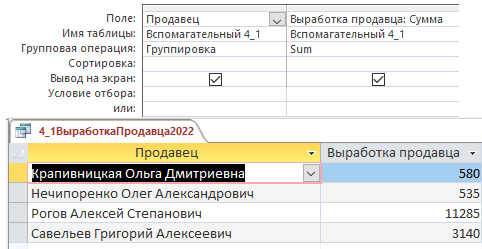 Поле: Продавец Выработка продавца: Сумма
Имя таблицы: Вспомагательный 4_1 Вспомагательный 4_1
Групповая операция: Группировка Sum
Сортировка:
Вывод на экран:
Условие отбора:
или:
4_1ВыработкаПродавца2022
Продавец Выработка продавца
Крапивницкая Ольга Дмитриевна 580
Нечипоренко Олег Александрович 535
Рогов Алексей Степанович 11285
Савельев Григорий Алексеевич 3140